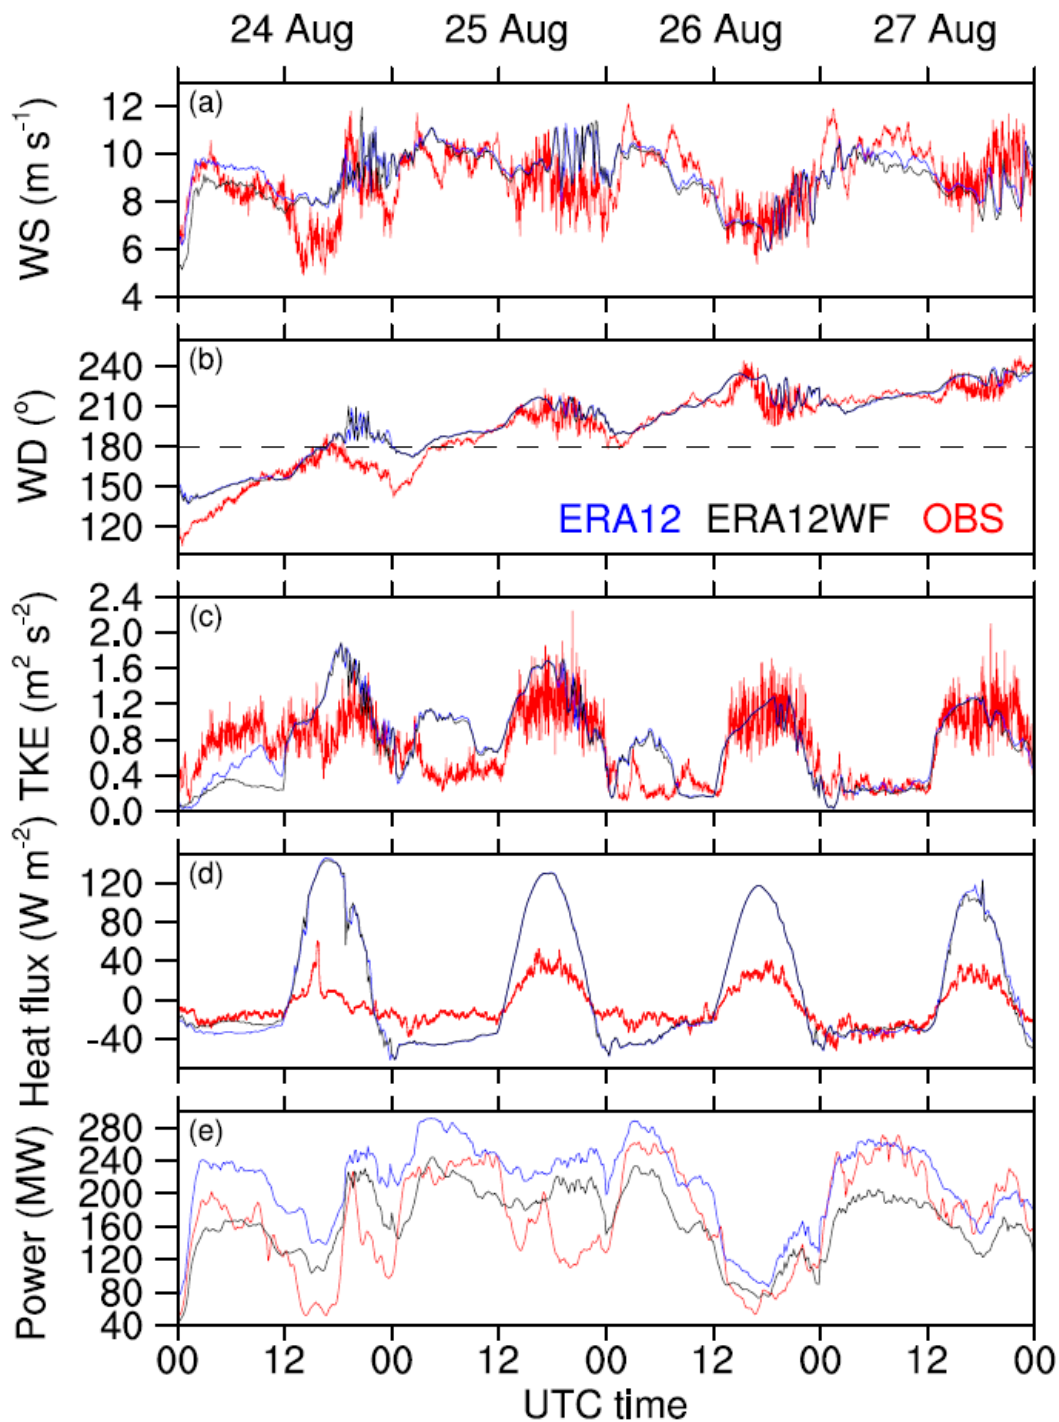 24 Aug 25 Aug 26 Aug 27 Aug
(a)
WS (m s-1)
12
10
8
6
4
(b)
WD (o)
240
210
180
150
120
ERA12 ERA12WF OBS
(c)
TKE (m2 s-2)
2.4
2.0
1.6
1.2
0.8
0.4
0.0
(d)
Heat flux (W m-2)
120
80
40
0
-40
(e)
Power (MW)
280
240
200
160
120
80
40
00 12 00 12 00 12 00 12 00
UTC time